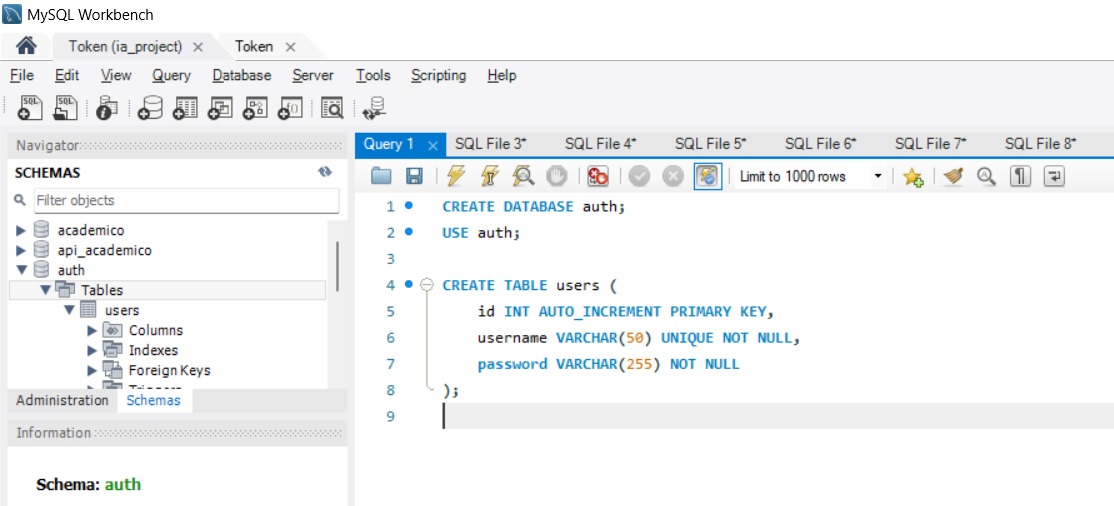 MySQL Workbench
Token (ia_project) Token
File Edit View Query Database Server Tools Scripting Help
Navigator
SCHEMAS
Filter objects
academico
api_academico
auth
Tables
users
Columns
Indexes
Foreign Keys
Triggers
Administration Schemas
Information
Schema: auth
Query 1 SQL File 3* SQL File 4* SQL File 5* SQL File 6* SQL File 7* SQL File 8*
Limit to 1000 rows
1 CREATE DATABASE auth;
2 USE auth;
3
4 CREATE TABLE users (
5 id INT AUTO_INCREMENT PRIMARY KEY,
6 username VARCHAR(50) UNIQUE NOT NULL,
7 password VARCHAR(255) NOT NULL
8 );
9